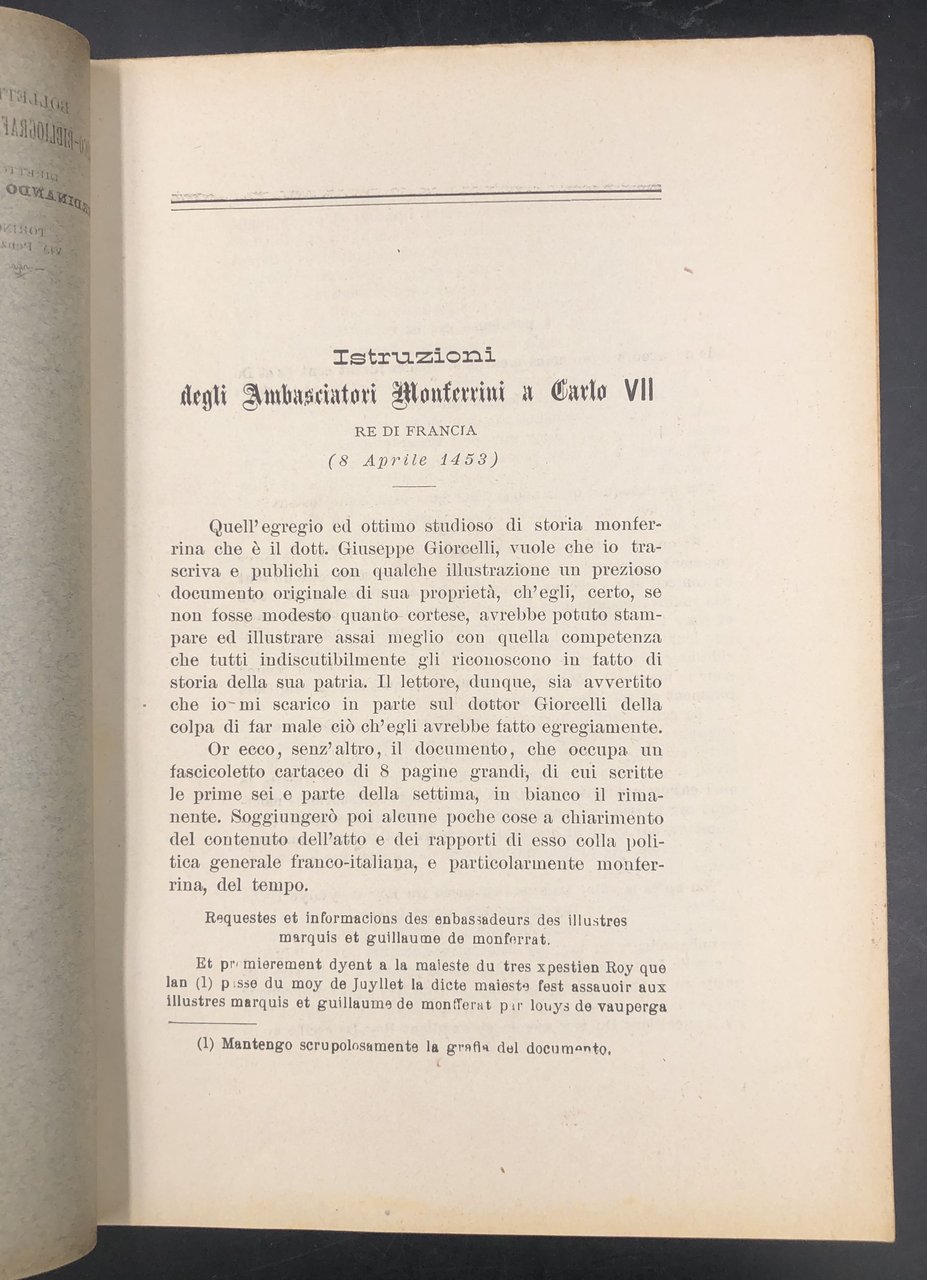 Istruzioni
degli Ambasciatori Monferrini a Carlo VII
RE DI FRANCIA
(8 Aprile 1453)
Quell'egregio ed ottimo studioso di storia monfer-
rina che è il dott. Giuseppe Giorcelli, vuole che io tra-
scriva e publichi con qualche illustrazione un prezioso
documento originale di sua proprietà, ch'egli, certo, se
non fosse modesto quanto cortese, avrebbe potuto stam-
pare ed illustrare assai meglio con quella competenza
che tutti indiscutibilmente gli riconoscono in fatto di
storia della sua patria. Il lettore, dunque, sia avvertito
che io mi scarico in parte sul dottor Giorcelli della
colpa di far male ciò ch'egli avrebbe fatto egregiamente.
Or ecco, senz'altro, il documento, che occupa un
fascicoletto cartaceo di 8 pagine grandi, di cui scritte
le prime sei e parte della settima, in bianco il rima-
nente. Soggiungerò poi alcune poche cose a chiarimento
del contenuto dell'atto e dei rapporti di esso colla poli-
tica generale franco-italiana, e particolarmente monfer-
rina, del tempo.
Requestes et informacions des enbassadeurs des illustres
marquis et guillaume de monferrat.
Et premierement dyent a la maieste du tres xpestien Roy que
lan (1) passe du moy de Juyllet la dicte maieste fest assauoir aux
illustres marquis et guillaume de monfferat par louys de vauperga
(1) Mantengo scrupolosamente la grafia del documento.